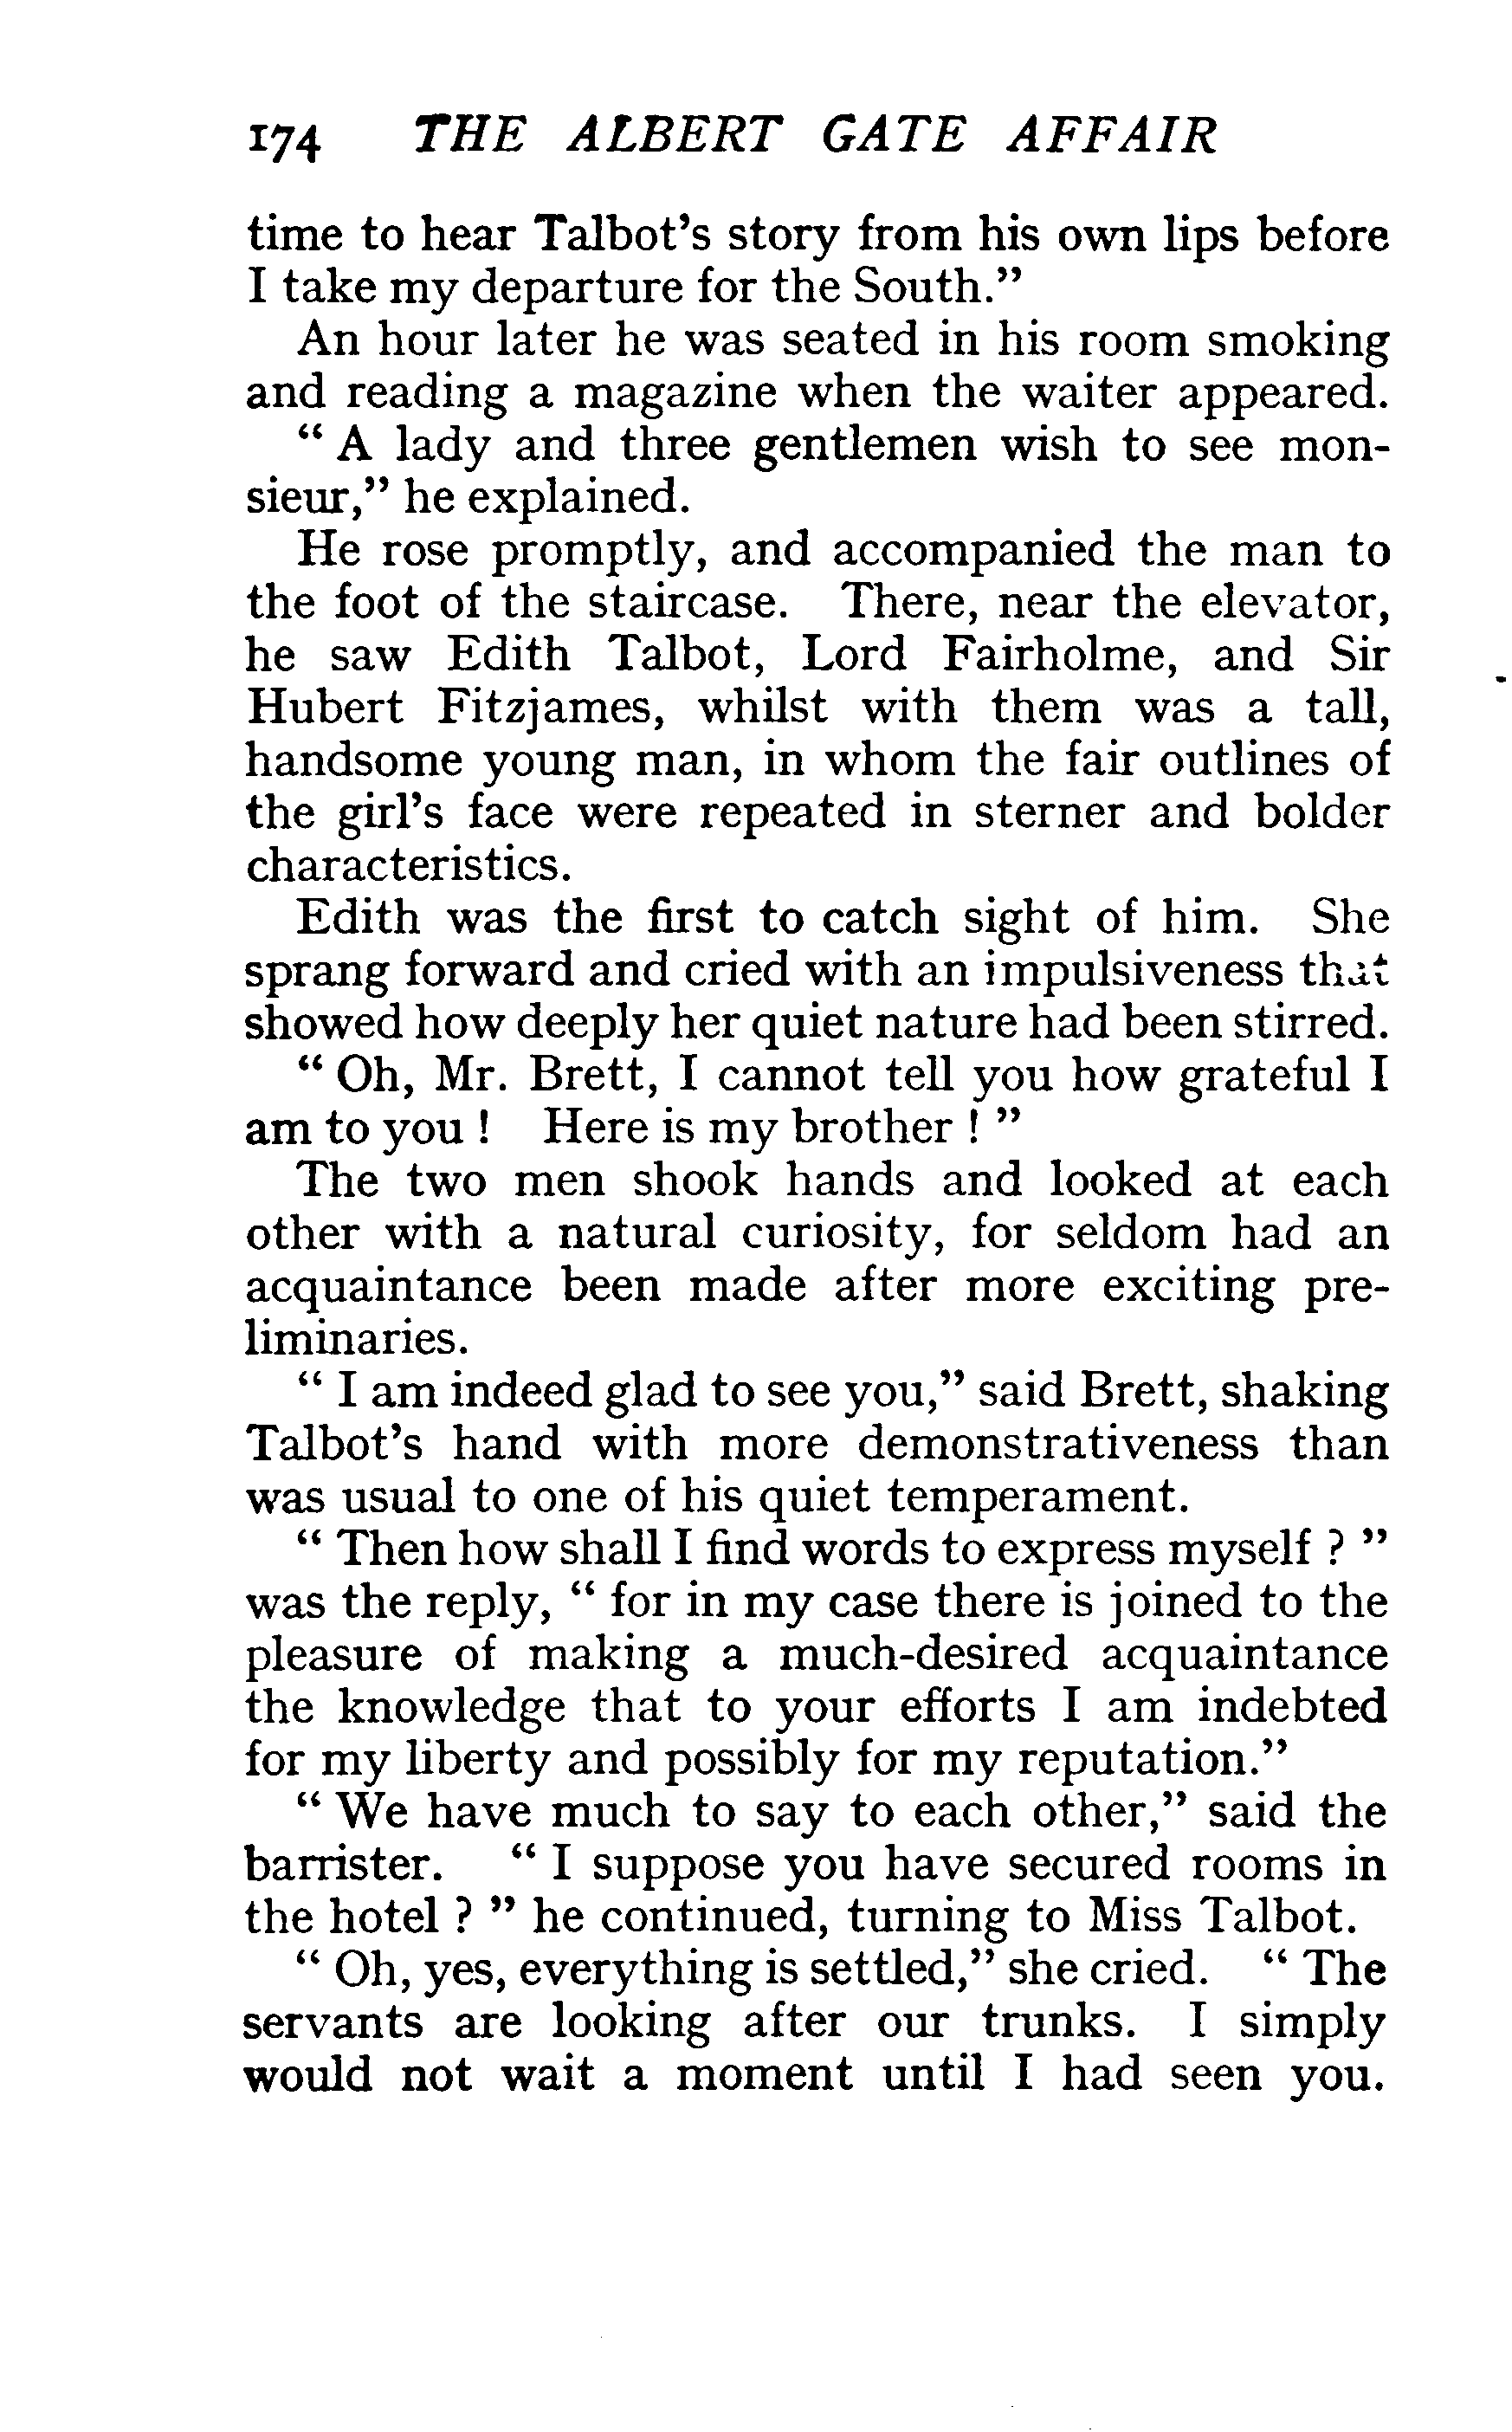 174 THE ALBERT GATE AFFAIR
time to hear Talbot's story from his own lips before
I take my departure for the South."
An hour later he was seated in his room smoking
and reading a magazine when the waiter appeared.
" A lady and three gentlemen wish to see mon-
sieur," he explained.
He rose promptly, and accompanied the man to
the foot of the staircase. There, near the elevator,
he saw Edith Talbot, Lord Fairholme, and Sir
Hubert Fitzjames, whilst with them was a tall,
handsome young man, in whom the fair outlines of
the girl's face were repeated in sterner and bolder
characteristics.
Edith was the first to catch sight of him. She
sprang forward and cried with an impulsiveness that
showed how deeply her quiet nature had been stirred.
" Oh, Mr. Brett, I cannot tell you how grateful I
am to you ! Here is my brother ! "
The two men shook hands and looked at each
other with a natural curiosity, for seldom had an
acquaintance been made after more exciting pre-
liminaries.
" I am indeed glad to see you," said Brett, shaking
Talbot's hand with more demonstrativeness than
was usual to one of his quiet temperament.
" Then how shall I find words to express myself ? "
was the reply, " for in my case there is joined to the
pleasure of making a much-desired acquaintance
the knowledge that to your efforts I am indebted
for my liberty and possibly for my reputation."
" We have much to say to each other," said the
barrister. " I suppose you have secured rooms in
the hotel ? " he continued, turning to Miss Talbot.
" Oh, yes, everything is settled," she cried. " The
servants are looking after our trunks. I simply
would not wait a moment until I had seen you.